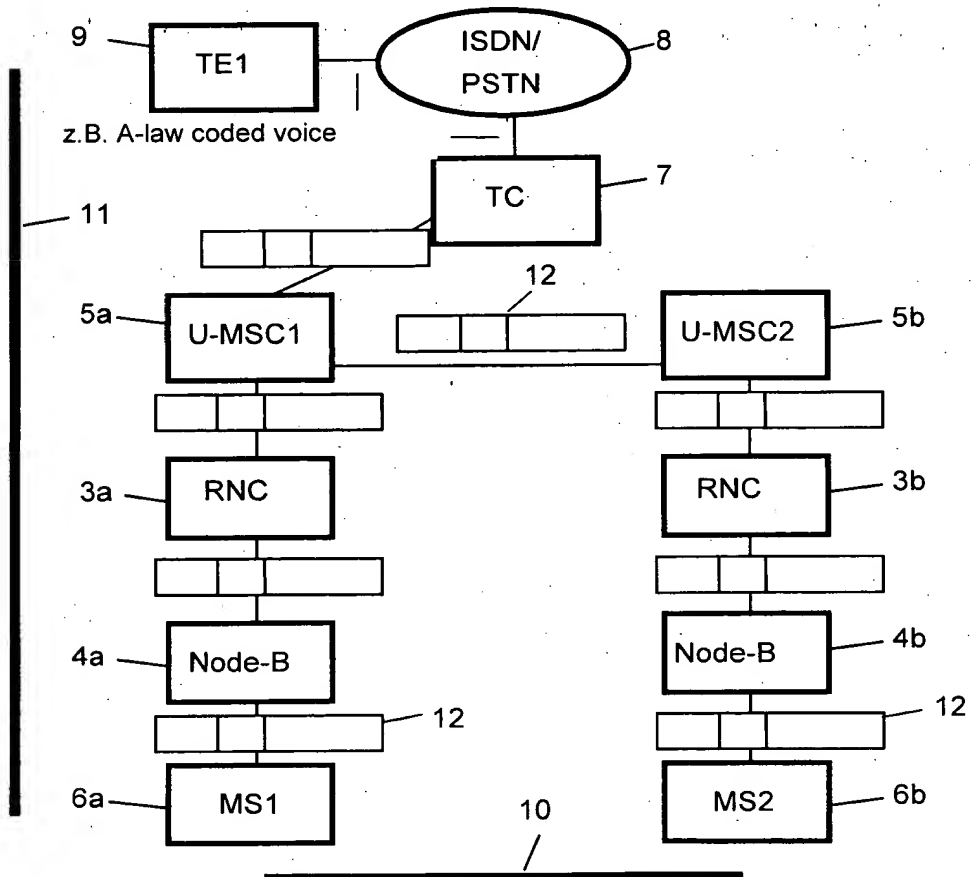 9 TE1 ISDN/ 8
PSTN
z.B. A-law coded voice
TC 7
11
12
5a U-MSC1 U-MSC2 5b
3a RNC RNC 3b
4a Node-B Node-B 4b
12 12
6a MS1 MS2 6b
10